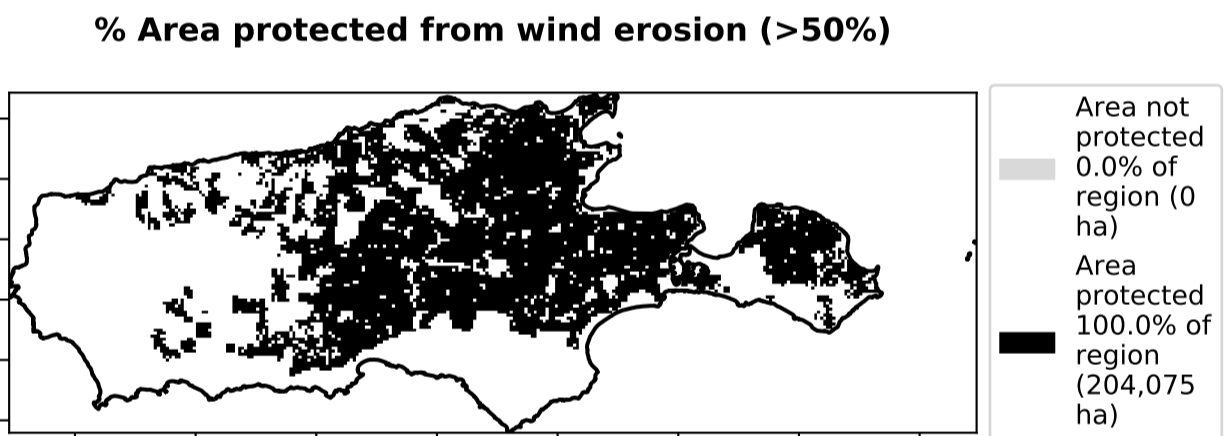 % Area protected from wind erosion (>50%)
Area not
protected
0.0% of
region (0
ha)
Area
protected
100.0% of
region
(204,075
ha)